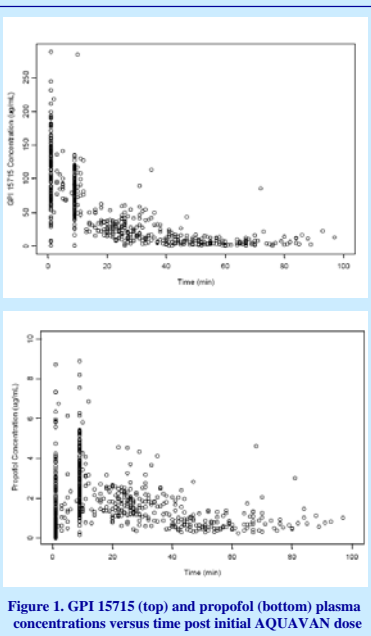 GPI 15715 Concentration (ug/mL)
250
200
150
100
50
0
0 20 40 60 80 100
Time (min)
Propofol Concentration (ug/mL)
10
8
6
4
2
0
0 20 40 60 80 100
Time (min)
Figure 1. GPI 15715 (top) and propofol (bottom) plasma
concentrations versus time post initial AQUAVAN dose